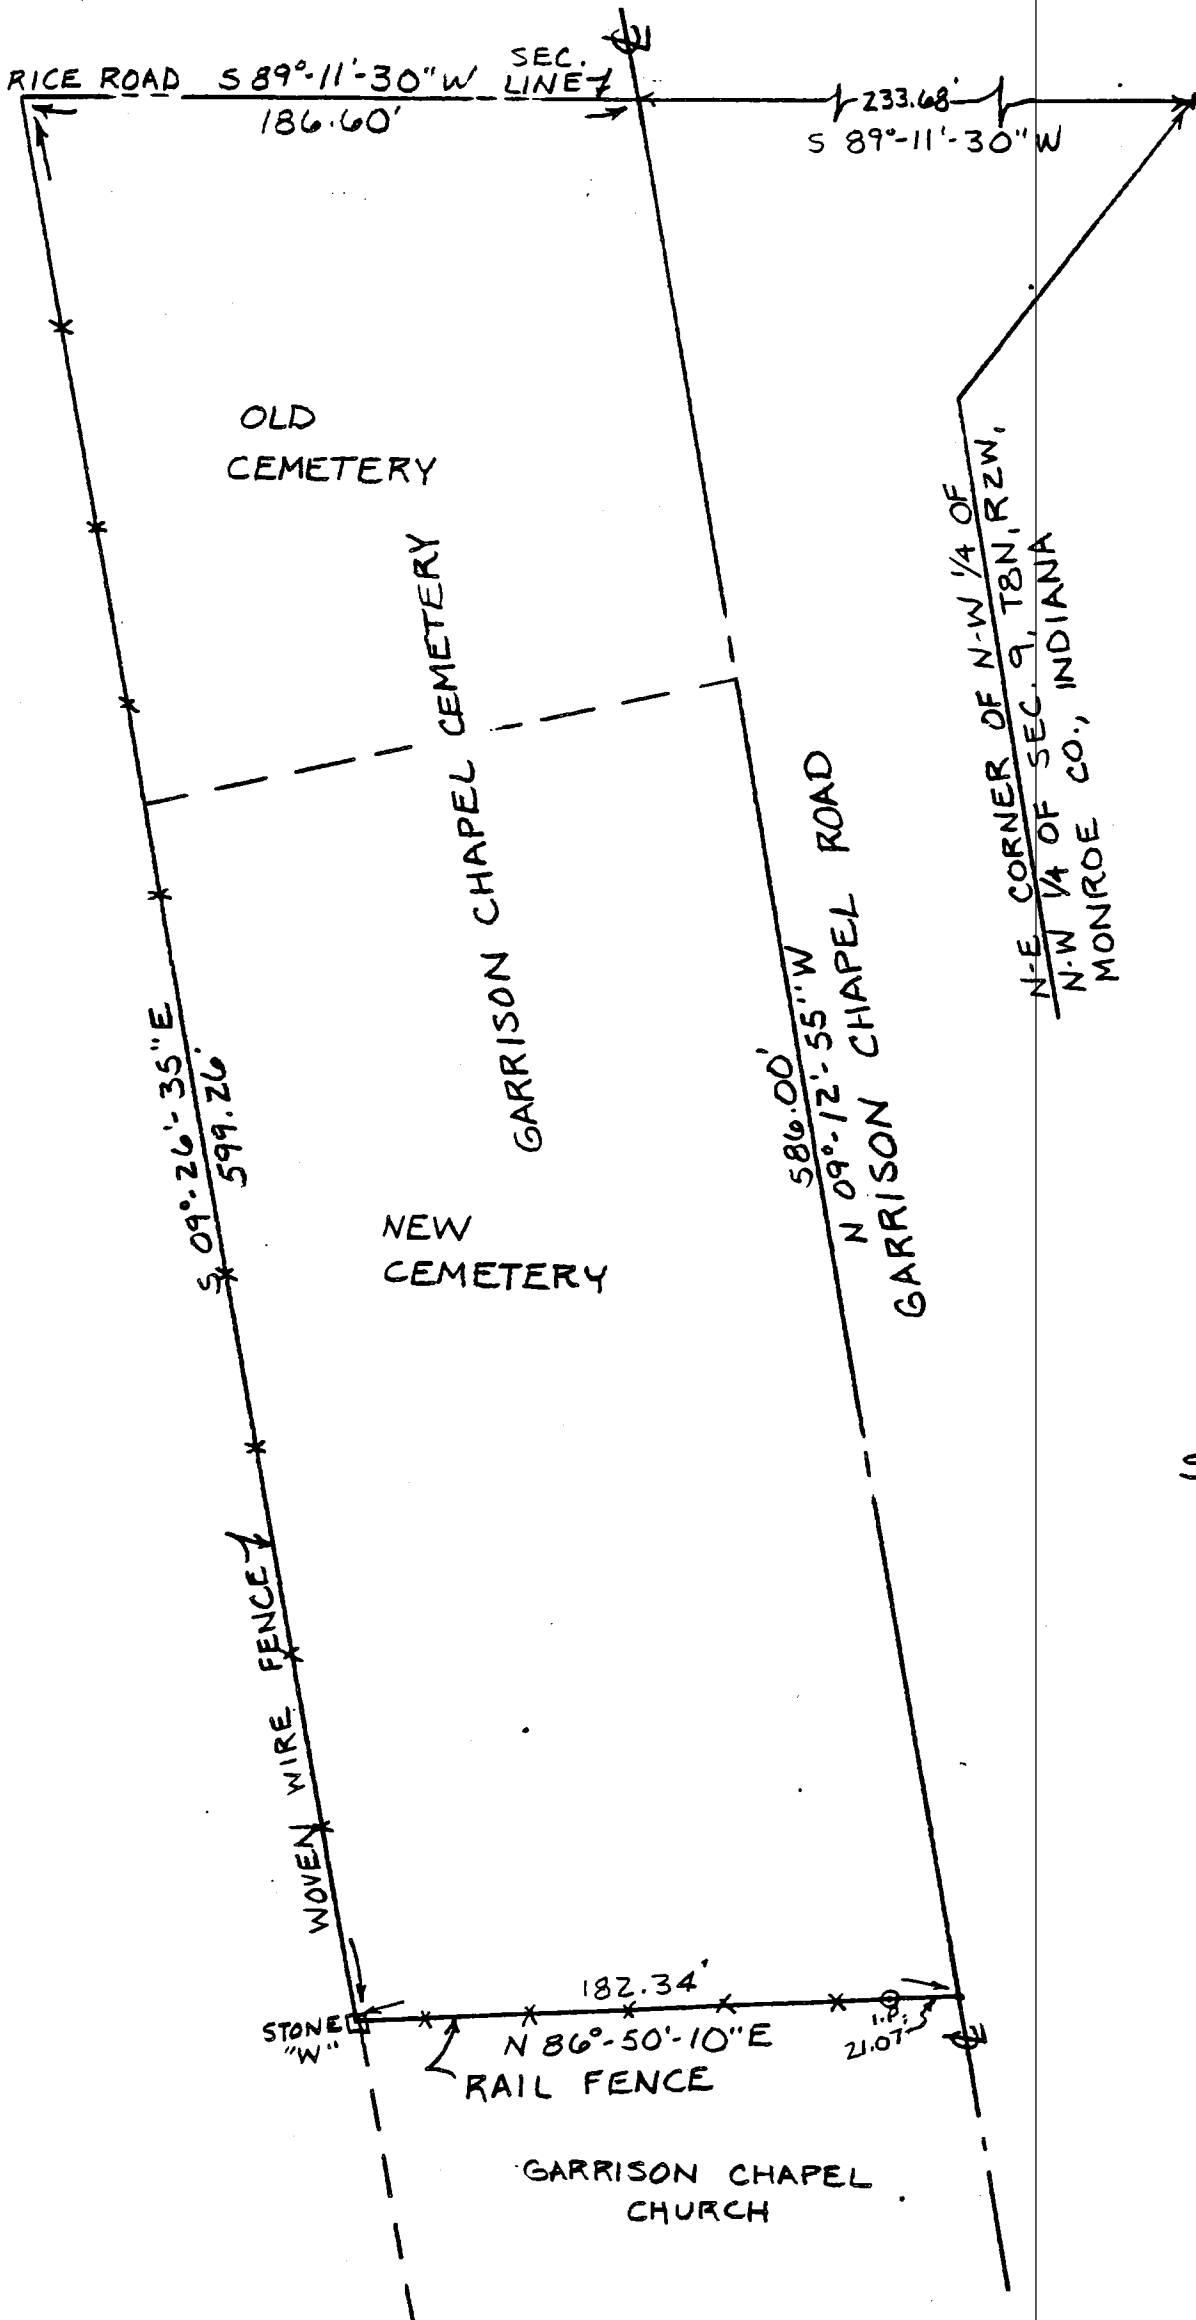 RICE ROAD S 89°-11'-30" W
SEC.
LINE
186.60'
233.68'
S 89°-11'-30" W
OLD
CEMETERY
GARRISON CHAPEL CEMETERY
N-E CORNER OF N-W 1/4 OF
N-W 1/4 OF SEC. 9, T8N, R2W,
MONROE CO., INDIANA
S 09°-26'-35" E
599.26'
586.00'
N 09°-12'-55" W
GARRISON CHAPEL ROAD
NEW
CEMETERY
WOVEN WIRE FENCE
182.34'
STONE
"W"
N 86°-50'-10" E
I.P.
21.07'
RAIL FENCE
GARRISON CHAPEL
CHURCH